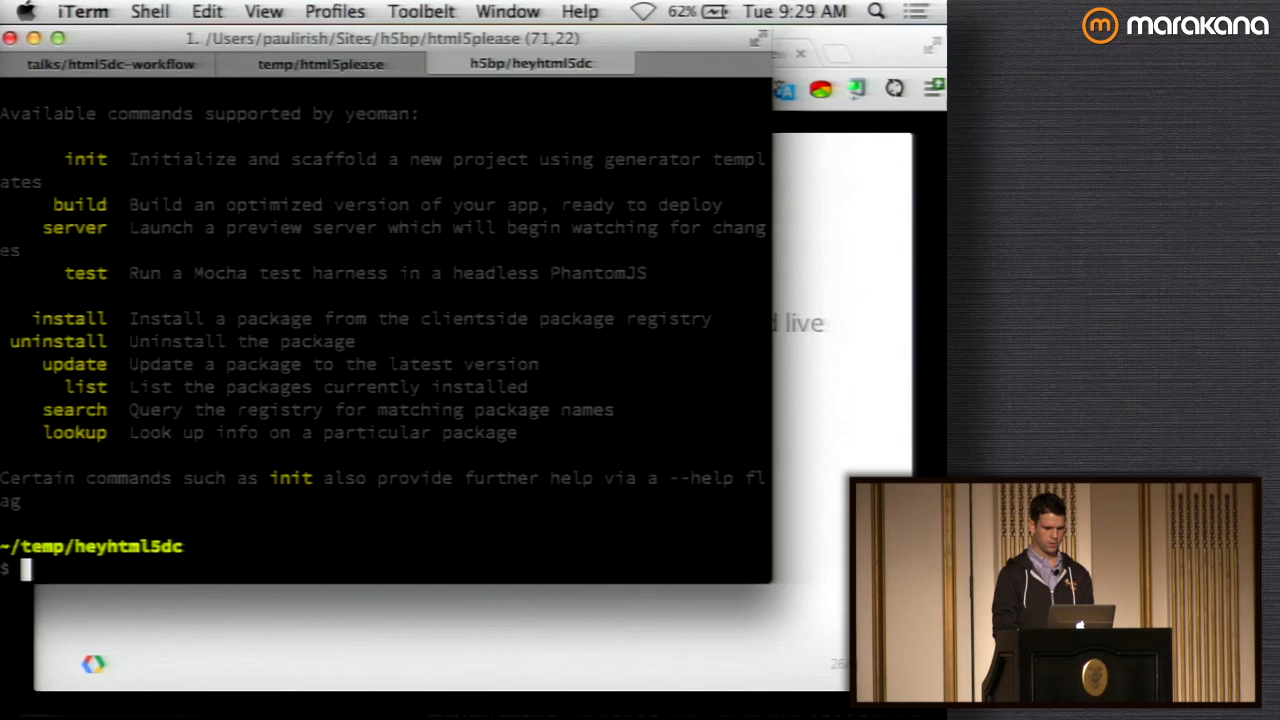 iTerm Shell Edit View Profiles Toolbelt Window Help 62% Tue 9:29 AM
marakana
1. /Users/paulirish/Sites/h5bp/html5please (71,22)
talks/html5dc-workflow temp/html5please h5bp/heyhtml5dc
Available commands supported by yeoman:
init Initialize and scaffold a new project using generator templ
ates
build Build an optimized version of your app, ready to deploy
server Launch a preview server which will begin watching for chang
es
test Run a Mocha test harness in a headless PhantomJS
install Install a package from the clientside package registry
d live
uninstall Uninstall the package
update Update a package to the latest version
list List the packages currently installed
search Query the registry for matching package names
lookup Look up info on a particular package
Certain commands such as init also provide further help via a --help fl
ag
~/temp/heyhtml5dc
$